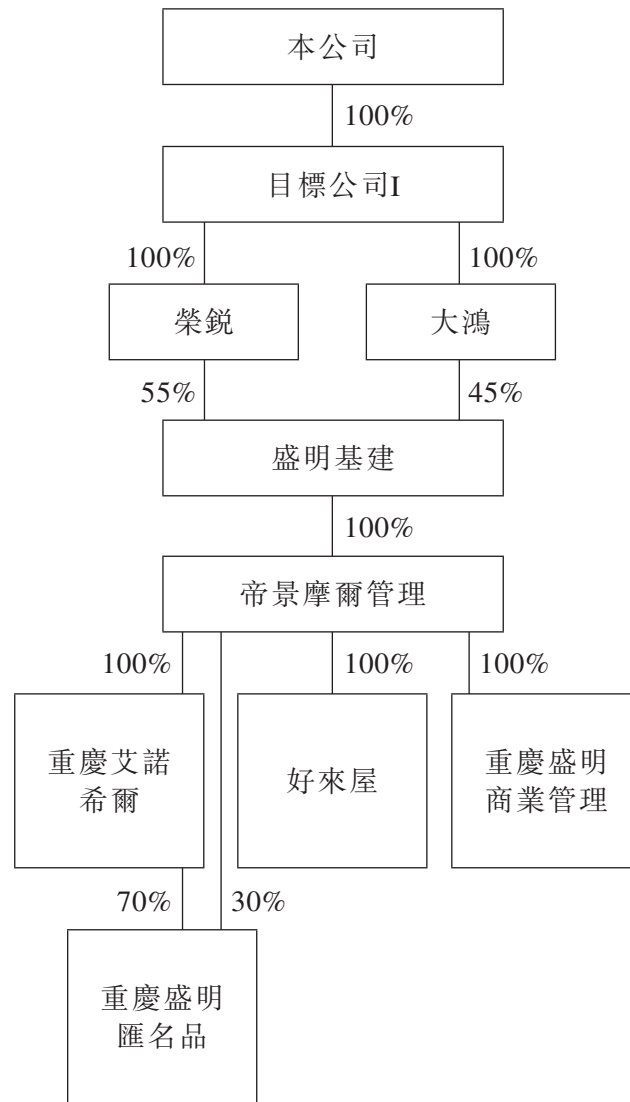 本公司
100%
目標公司I
100%
100%
榮鋭
大鴻
55%
45%
盛明基建
100%
帝景摩爾管理
100%
100%
100%
重慶艾諾
希爾
好來屋
重慶盛明
商業管理
70%
30%
重慶盛明
匯名品